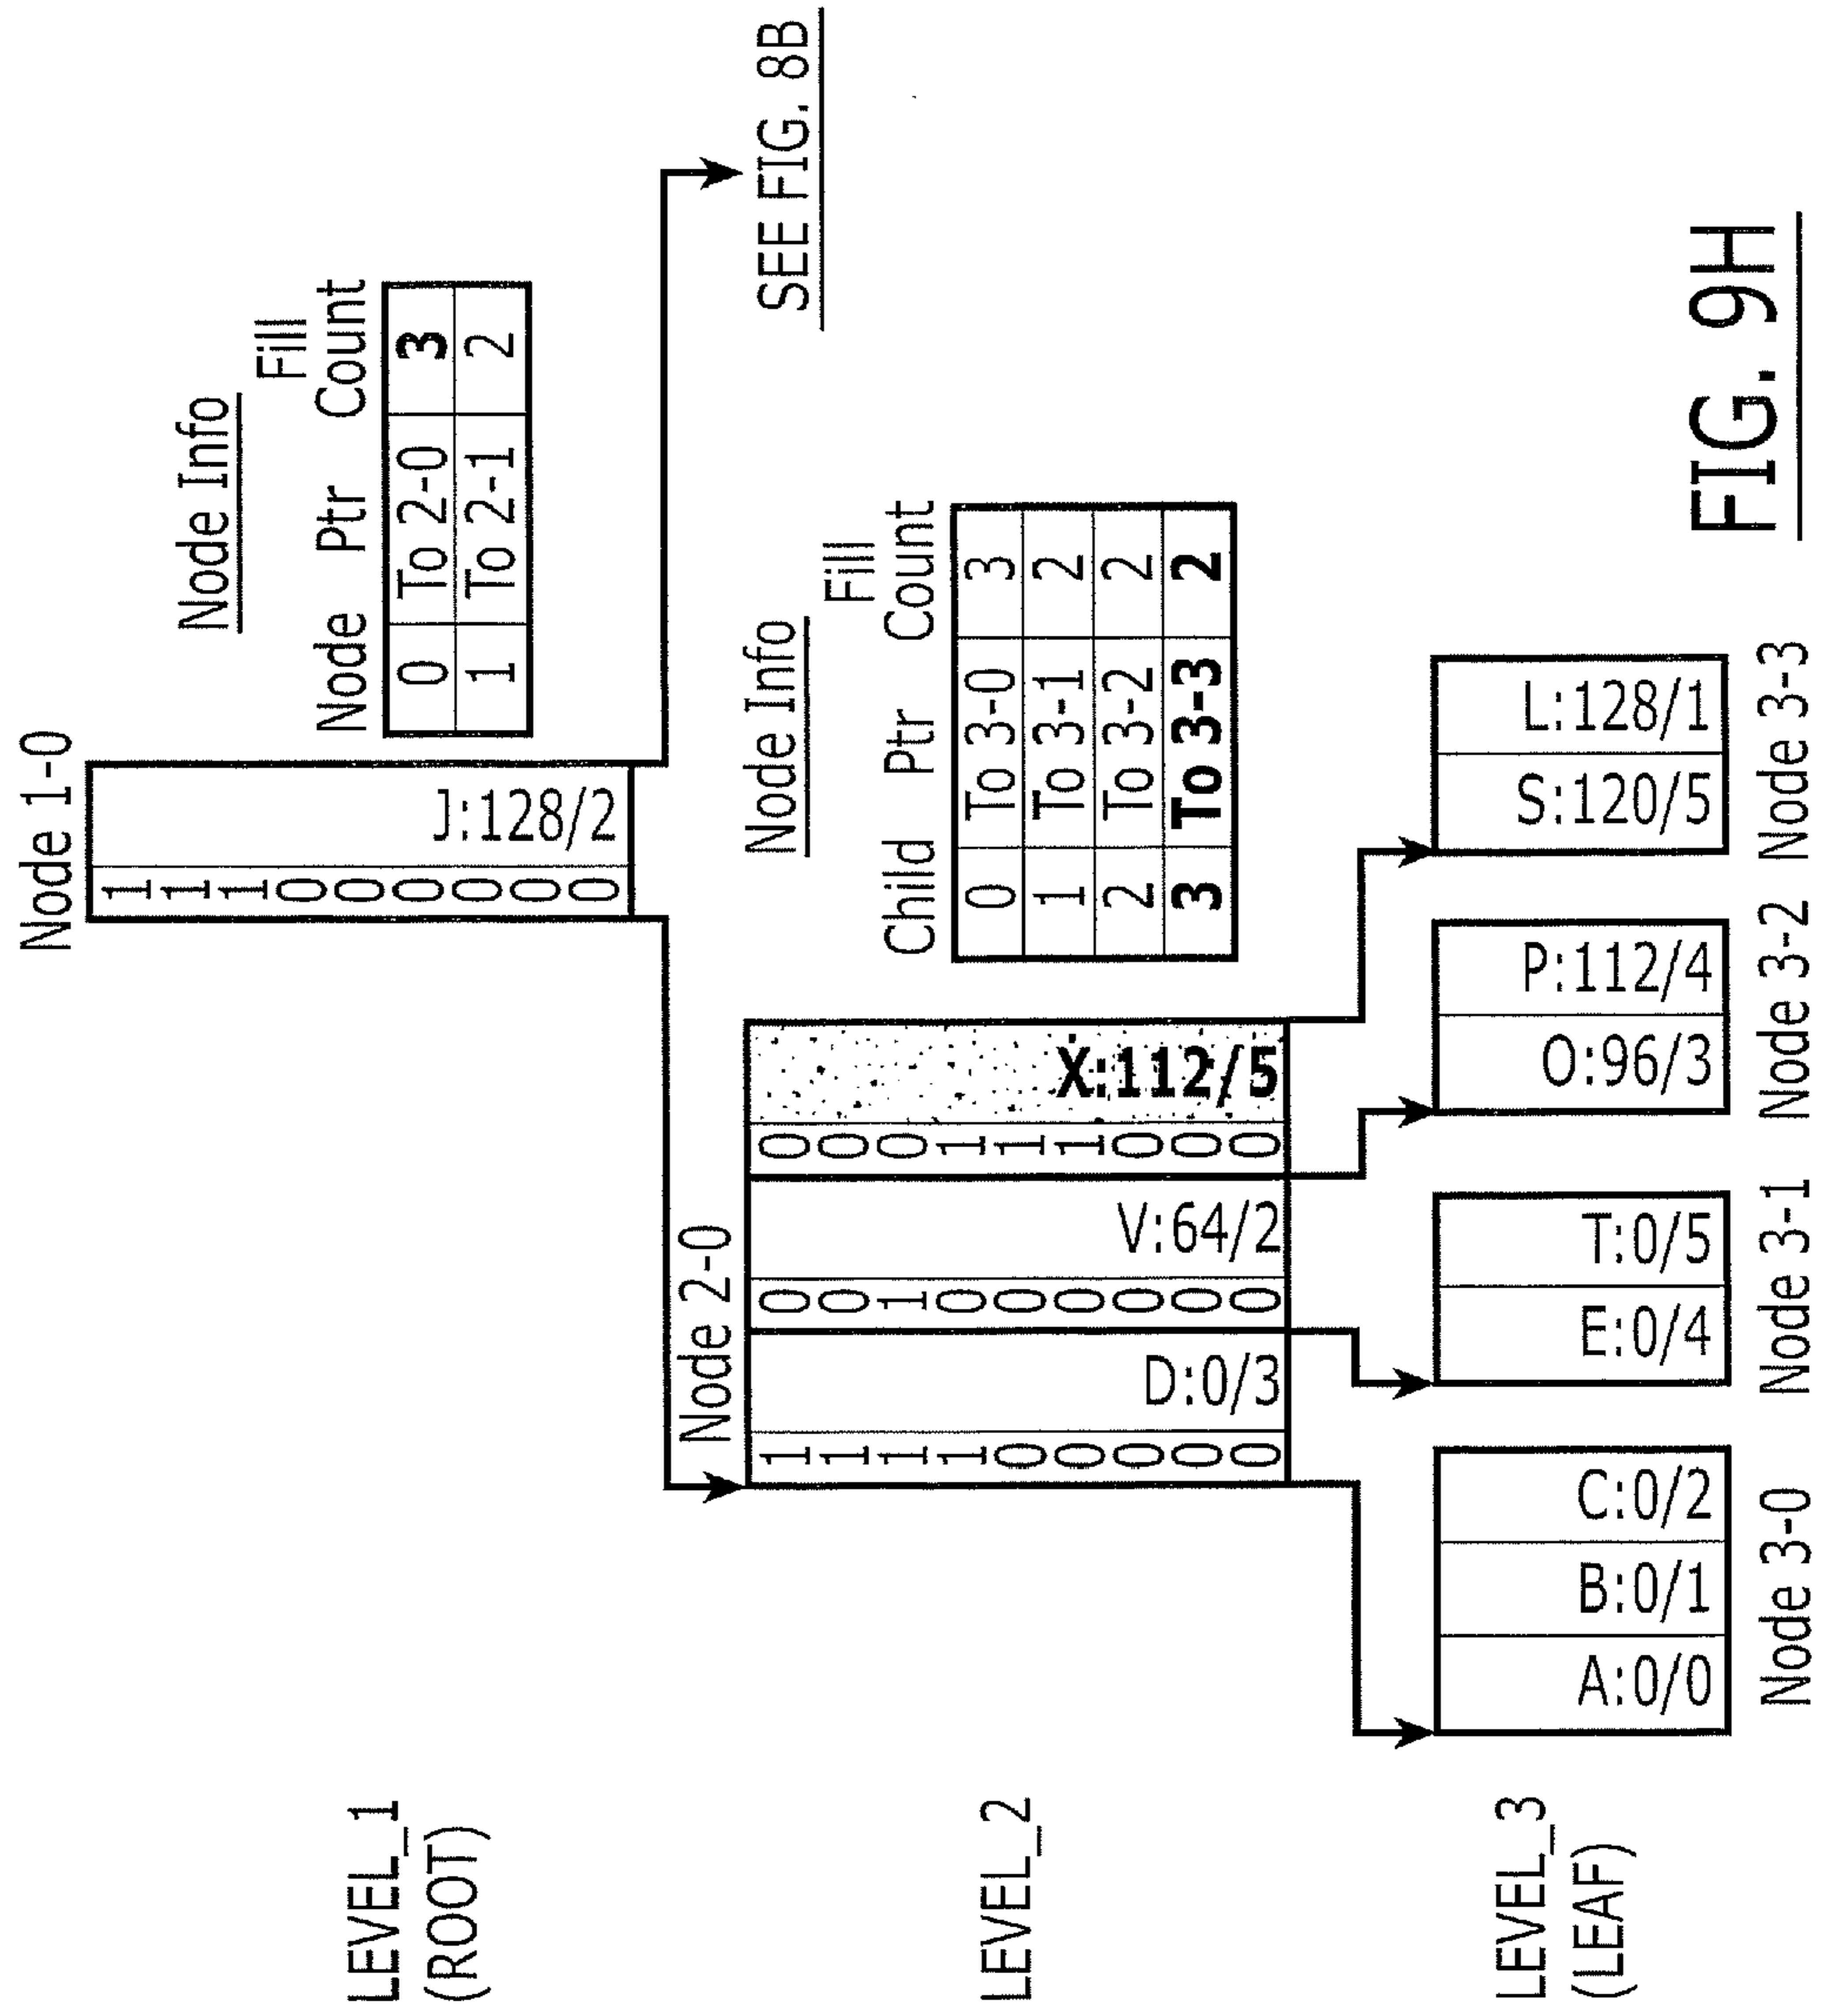 Node 1-0
1
1
1
0
0
0
0
0
0
J:128/2
Node Info
Node Ptr Fill Count
0 To 2-0 3
1 To 2-1 2
LEVEL_1
(ROOT)
SEE FIG. 8B
Node 2-0
1
1
1
1
0
0
0
0
0
D:0/3
0
0
1
0
0
0
0
0
0
V:64/2
0
0
0
1
1
1
0
0
0
X:112/5
Node Info
Child Ptr Fill Count
0 To 3-0 3
1 To 3-1 2
2 To 3-2 2
3 To 3-3 2
LEVEL_2
LEVEL_3
(LEAF)
A:0/0 B:0/1 C:0/2
Node 3-0
E:0/4 T:0/5
Node 3-1
O:96/3 P:112/4
Node 3-2
S:120/5 L:128/1
Node 3-3
FIG. 9H